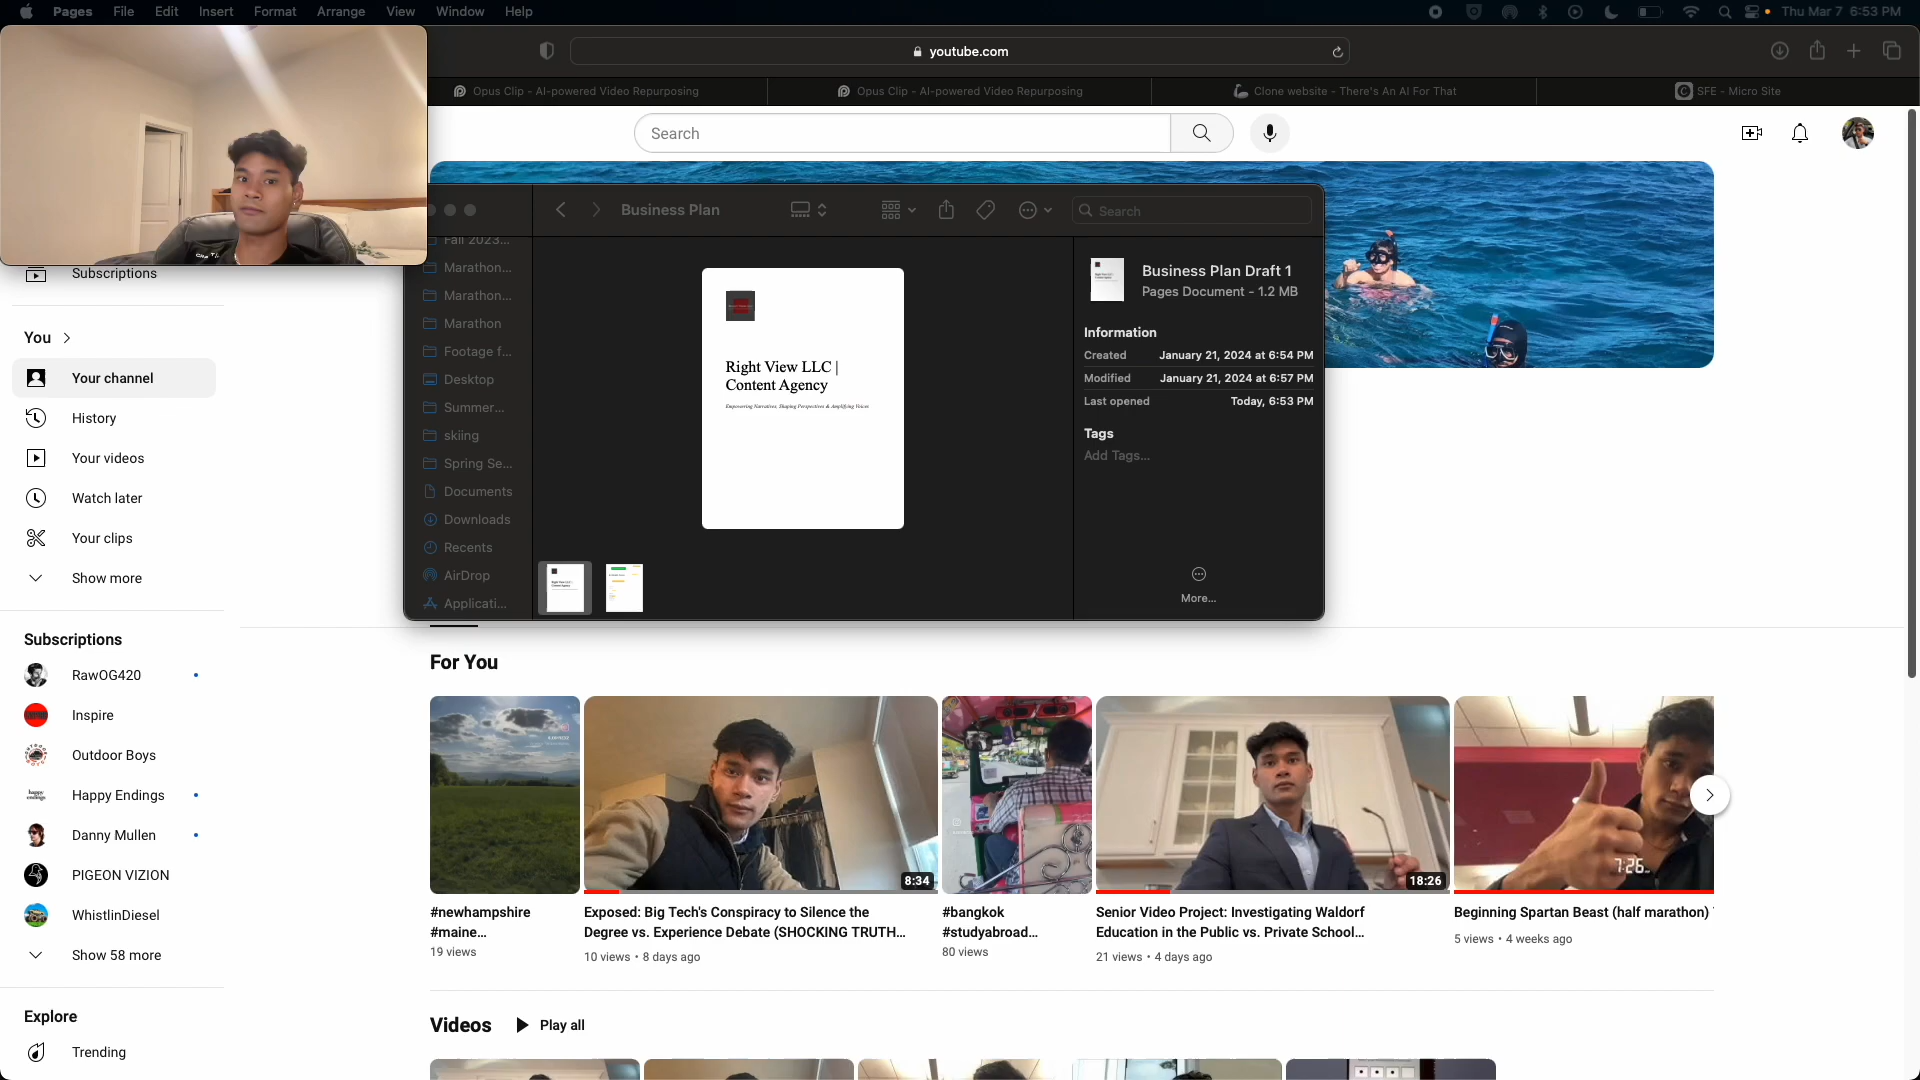 Pages File Edit Insert Format Arrange View Window Help
Thu Mar 7 6:53 PM
youtube.com
Opus Clip - AI-powered Video Repurposing
Opus Clip - AI-powered Video Repurposing
Clone website - There's An AI For That
SFE - Micro Site
Search
Business Plan
Search
Fall 2023...
Marathon...
Marathon...
Marathon
Footage f...
Desktop
Summer...
skiing
Spring Se...
Documents
Downloads
Recents
AirDrop
Applicati...
Right View LLC |
Content Agency
Empowering Narratives, Shaping Perspectives & Amplifying Voices
Business Plan Draft 1
Pages Document - 1.2 MB
Information
Created January 21, 2024 at 6:54 PM
Modified January 21, 2024 at 6:57 PM
Last opened Today, 6:53 PM
Tags
Add Tags...
More...
Subscriptions
You
Your channel
History
Your videos
Watch later
Your clips
Show more
Subscriptions
RawOG420
Inspire
Outdoor Boys
Happy Endings
Danny Mullen
PIGEON VIZION
WhistlinDiesel
Show 58 more
Explore
Trending
For You
8:34
18:26
7:26
#newhampshire
#maine...
19 views
Exposed: Big Tech's Conspiracy to Silence the
Degree vs. Experience Debate (SHOCKING TRUTH...
10 views • 8 days ago
#bangkok
#studyabroad...
80 views
Senior Video Project: Investigating Waldorf
Education in the Public vs. Private School...
21 views • 4 days ago
Beginning Spartan Beast (half marathon)
5 views • 4 weeks ago
Videos Play all